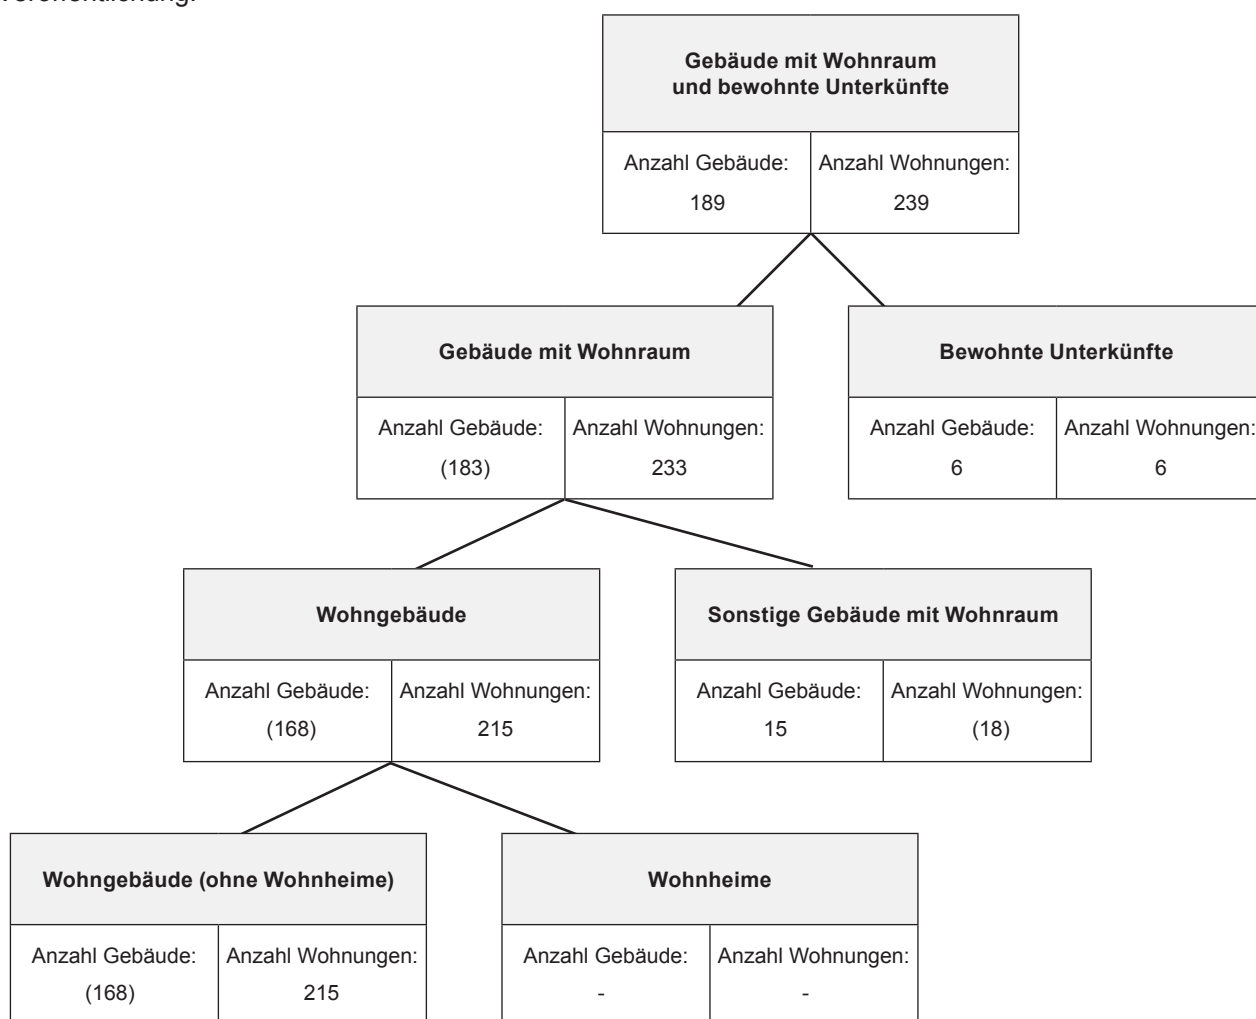 Veröffentlichung.
Gebäude mit Wohnraum
und bewohnte Unterkünfte
Anzahl Gebäude: Anzahl Wohnungen:
189 239
Gebäude mit Wohnraum Bewohnte Unterkünfte
Anzahl Gebäude: Anzahl Wohnungen: Anzahl Gebäude: Anzahl Wohnungen:
(183) 233 6 6
Wohngebäude Sonstige Gebäude mit Wohnraum
Anzahl Gebäude: Anzahl Wohnungen: Anzahl Gebäude: Anzahl Wohnungen:
(168) 215 15 (18)
Wohngebäude (ohne Wohnheime) Wohnheime
Anzahl Gebäude: Anzahl Wohnungen: Anzahl Gebäude: Anzahl Wohnungen:
(168) 215 - -